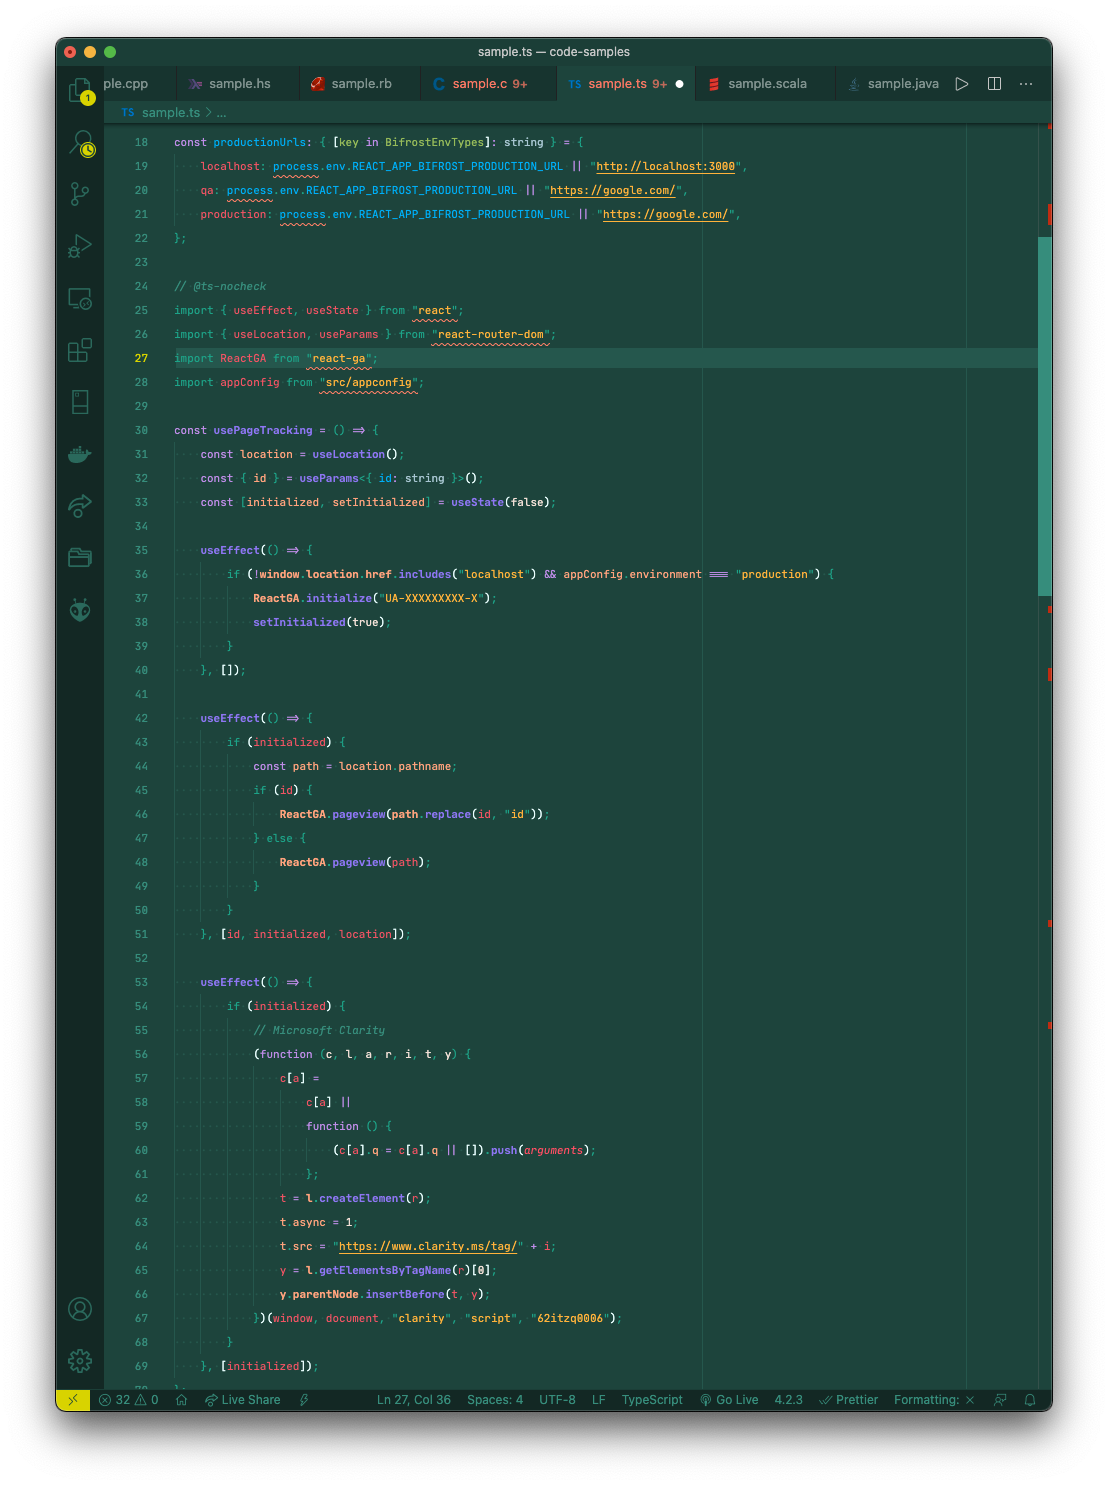 sample.ts — code-samples
ple.cpp sample.hs sample.rb C sample.c 9+ TS sample.ts 9+ sample.scala sample.java
1
TS sample.ts > ...
18 const productionUrls: { [key in BifrostEnvTypes]: string } = {
19 localhost: process.env.REACT_APP_BIFROST_PRODUCTION_URL || "http://localhost:3000",
20 qa: process.env.REACT_APP_BIFROST_PRODUCTION_URL || "https://google.com/",
21 production: process.env.REACT_APP_BIFROST_PRODUCTION_URL || "https://google.com/",
22 };
23
24 // @ts-nocheck
25 import { useEffect, useState } from "react";
26 import { useLocation, useParams } from "react-router-dom";
27 import ReactGA from "react-ga";
28 import appConfig from "src/appconfig";
29
30 const usePageTracking = () => {
31 const location = useLocation();
32 const { id } = useParams<{ id: string }>();
33 const [initialized, setInitialized] = useState(false);
34
35 useEffect(() => {
36 if (!window.location.href.includes("localhost") && appConfig.environment === "production") {
37 ReactGA.initialize("UA-XXXXXXXXX-X");
38 setInitialized(true);
39 }
40 }, []);
41
42 useEffect(() => {
43 if (initialized) {
44 const path = location.pathname;
45 if (id) {
46 ReactGA.pageview(path.replace(id, "id"));
47 } else {
48 ReactGA.pageview(path);
49 }
50 }
51 }, [id, initialized, location]);
52
53 useEffect(() => {
54 if (initialized) {
55 // Microsoft Clarity
56 (function (c, l, a, r, i, t, y) {
57 c[a] =
58 c[a] ||
59 function () {
60 (c[a].q = c[a].q || []).push(arguments);
61 };
62 t = l.createElement(r);
63 t.async = 1;
64 t.src = "https://www.clarity.ms/tag/" + i;
65 y = l.getElementsByTagName(r)[0];
66 y.parentNode.insertBefore(t, y);
67 })(window, document, "clarity", "script", "62itzq0006");
68 }
69 }, [initialized]);
70 };
32 0 Live Share Ln 27, Col 36 Spaces: 4 UTF-8 LF TypeScript Go Live 4.2.3 Prettier Formatting: ×